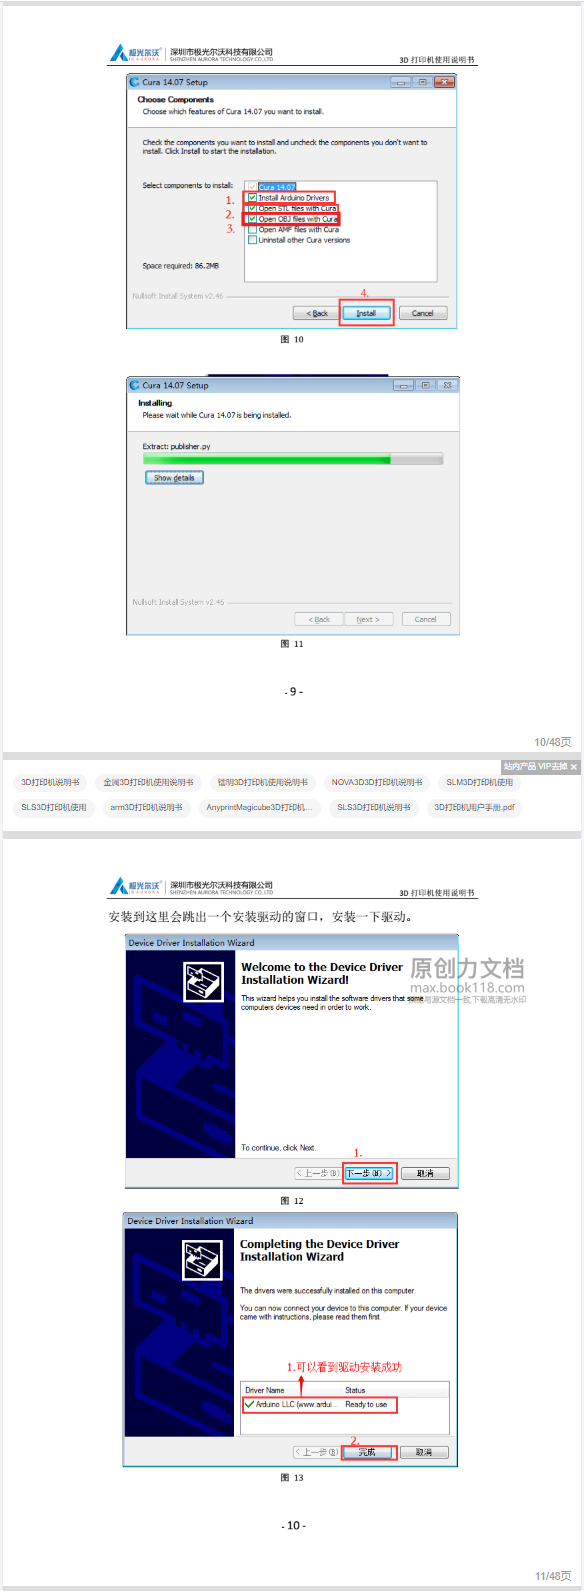 极光尔沃 深圳市极光尔沃科技有限公司
SHENZHEN AURORA TECHNOLOGY CO.,LTD
3D 打印机使用说明书
Cura 14.07 Setup
Choose Components
Choose which features of Cura 14.07 you want to install.
Check the components you want to install and uncheck the components you don't want to
install. Click Install to start the installation.
Select components to install:
Cura 14.07
1. Install Arduino Drivers
Open STL files with Cura
2. Open OBJ files with Cura
3. Open AMF files with Cura
Uninstall other Cura versions
Space required: 86.2MB
Nullsoft Install System v2.46
4.
< Back Install Cancel
图 10
Cura 14.07 Setup
Installing
Please wait while Cura 14.07 is being installed.
Extract: publisher.py
Show details
Nullsoft Install System v2.46
< Back Next > Cancel
图 11
- 9 -
10/48页
站内产品 VIP去掉 ×
3D打印机说明书 金属3D打印机使用说明书 NOVA3D3D打印机说明书 SLM3D打印机使用
SLS3D打印机使用 arm3D打印机说明书 AnyprintMagicube3D打印机... SLS3D打印机说明书 3D打印机用户手册.pdf
极光尔沃 深圳市极光尔沃科技有限公司
SHENZHEN AURORA TECHNOLOGY CO.,LTD
3D 打印机使用说明书
安装到这里会跳出一个安装驱动的窗口，安装一下驱动。
Device Driver Installation Wizard
Welcome to the Device Driver
Installation Wizard!
This wizard helps you install the software drivers that some
computers devices need in order to work.
原创力文档
max.book118.com
与源文档一致,下载高清无水印
To continue, click Next.
1.
< 上一步(B) 下一步(N) > 取消
图 12
Device Driver Installation Wizard
Completing the Device Driver
Installation Wizard
The drivers were successfully installed on this computer.
You can now connect your device to this computer. If your device
came with instructions, please read them first.
1.可以看到驱动安装成功
Driver Name Status
Arduino LLC (www.ardui... Ready to use
2.
< 上一步(B) 完成 取消
图 13
- 10 -
11/48页